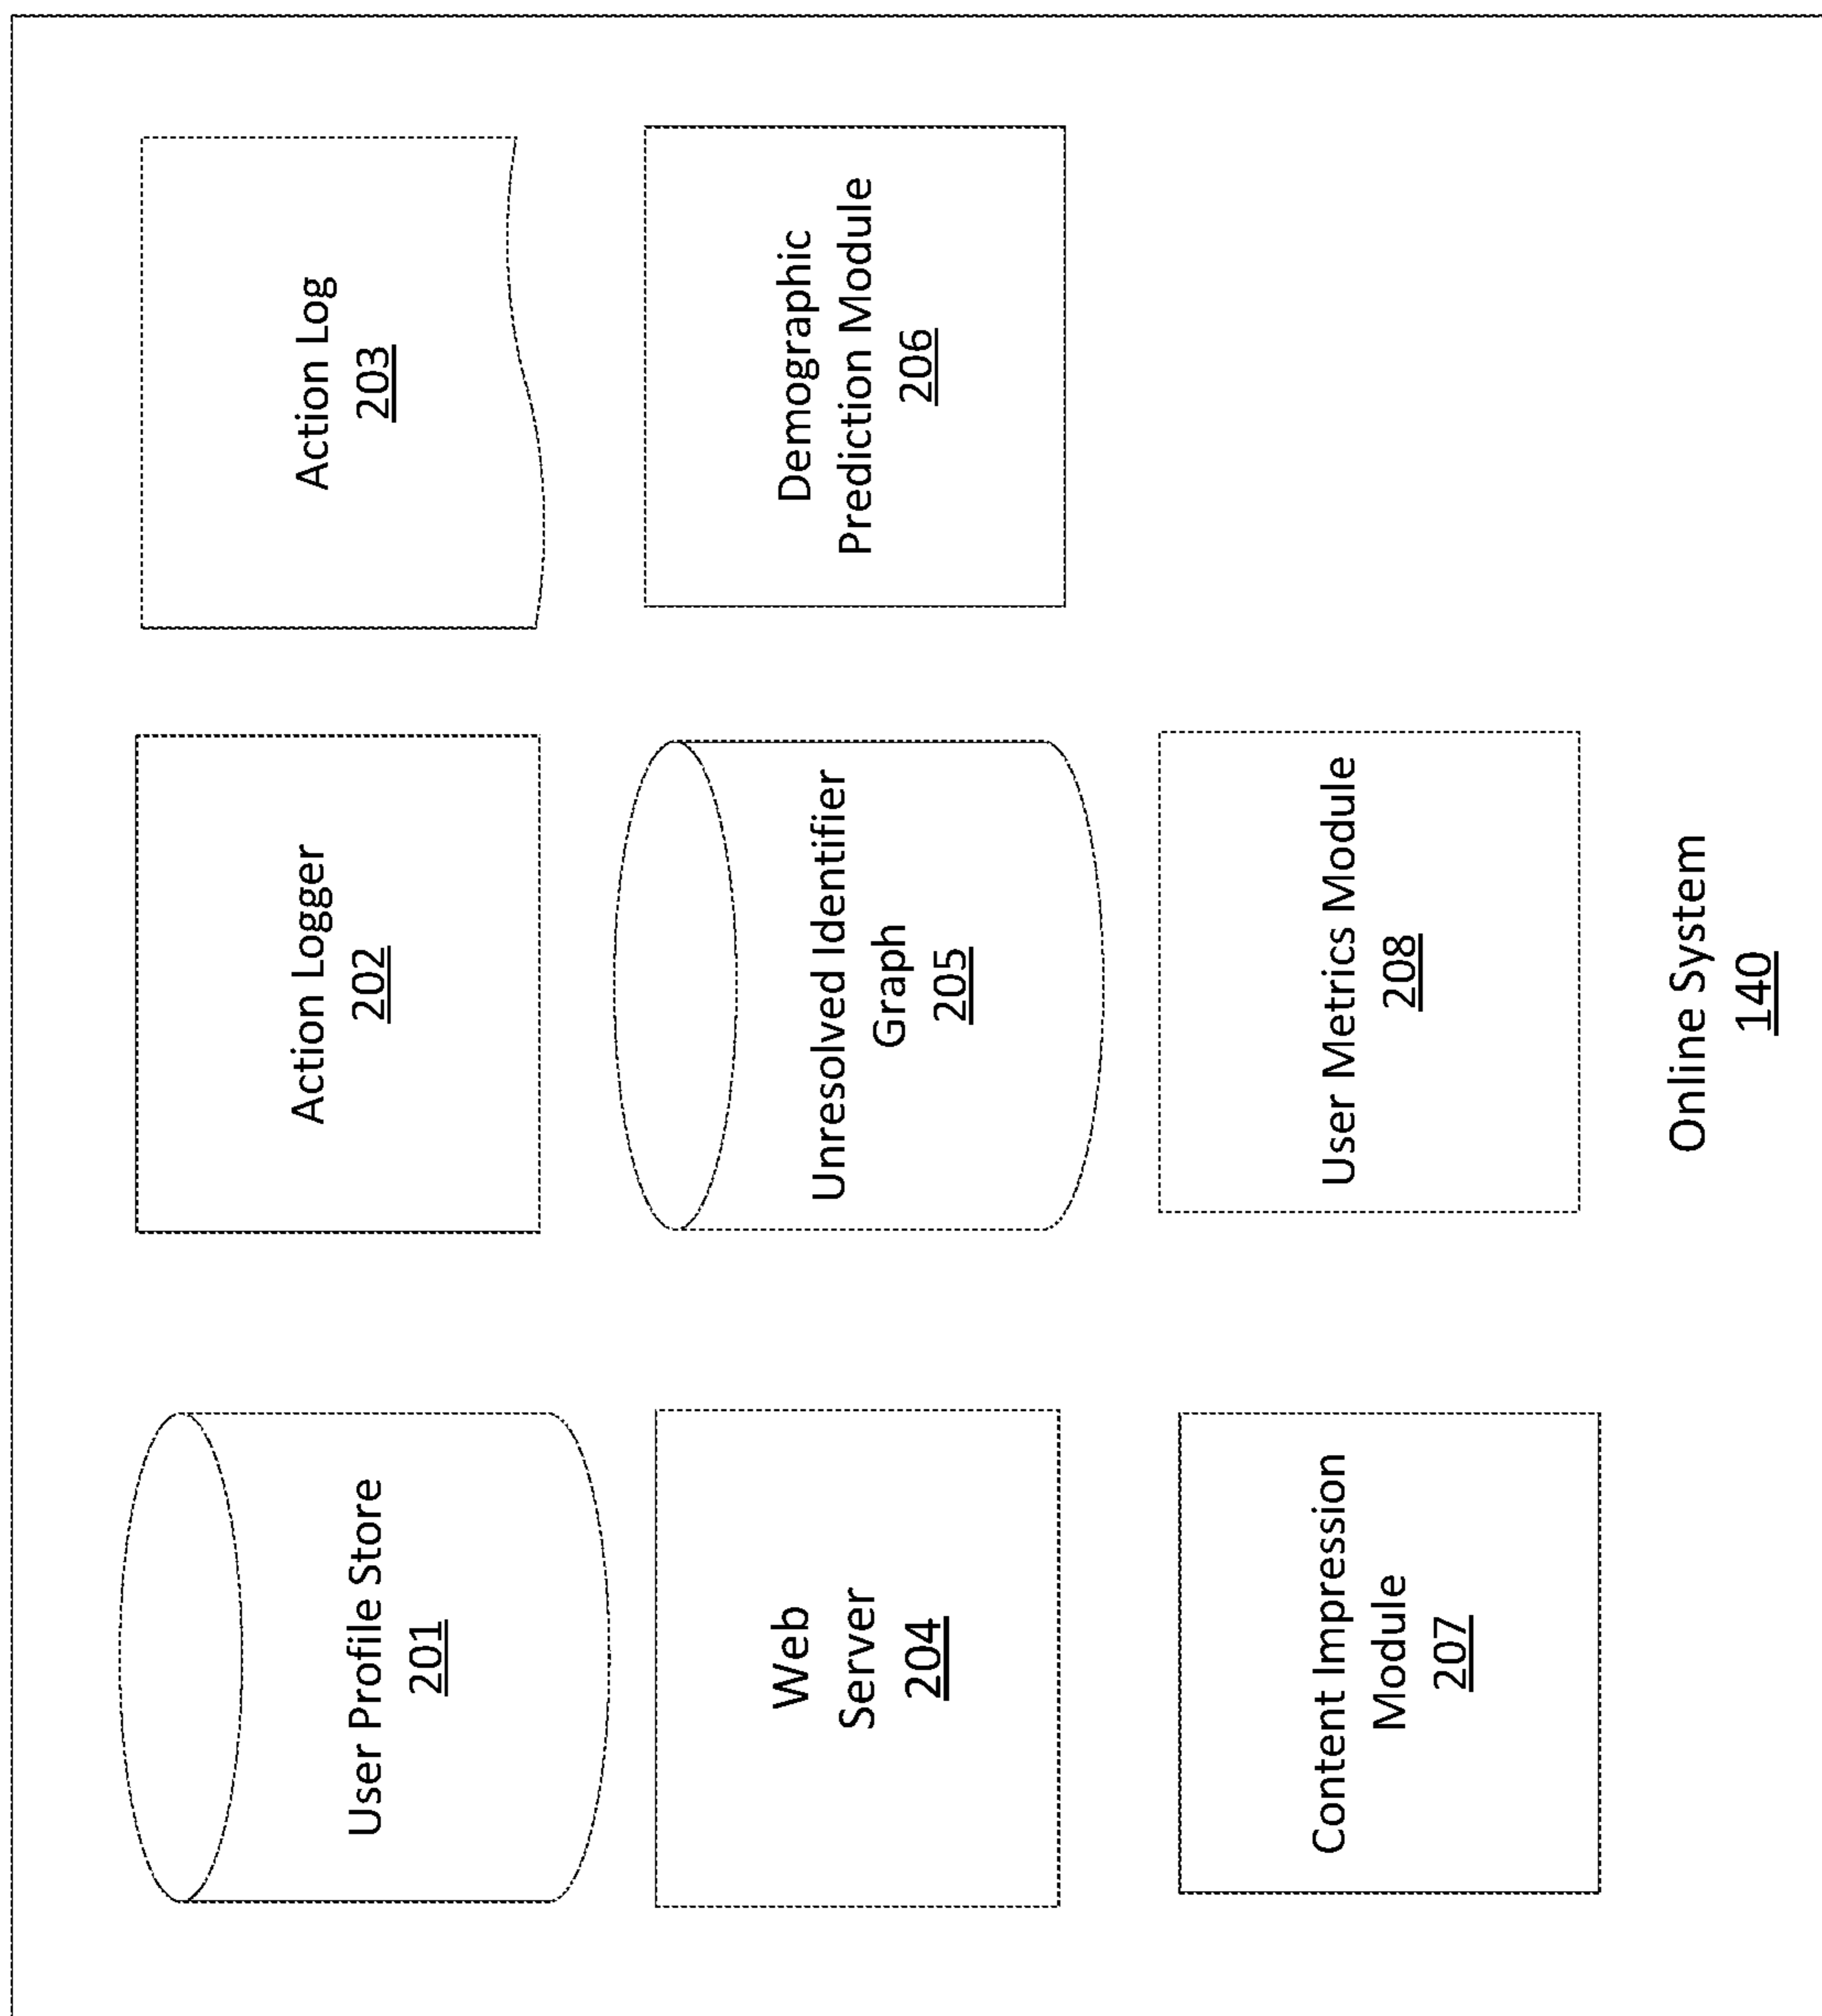 User Profile Store
201
Action Logger
202
Action Log
203
Web
Server
204
Unresolved Identifier
Graph
205
Demographic
Prediction Module
206
Content Impression
Module
207
User Metrics Module
208
Online System
140